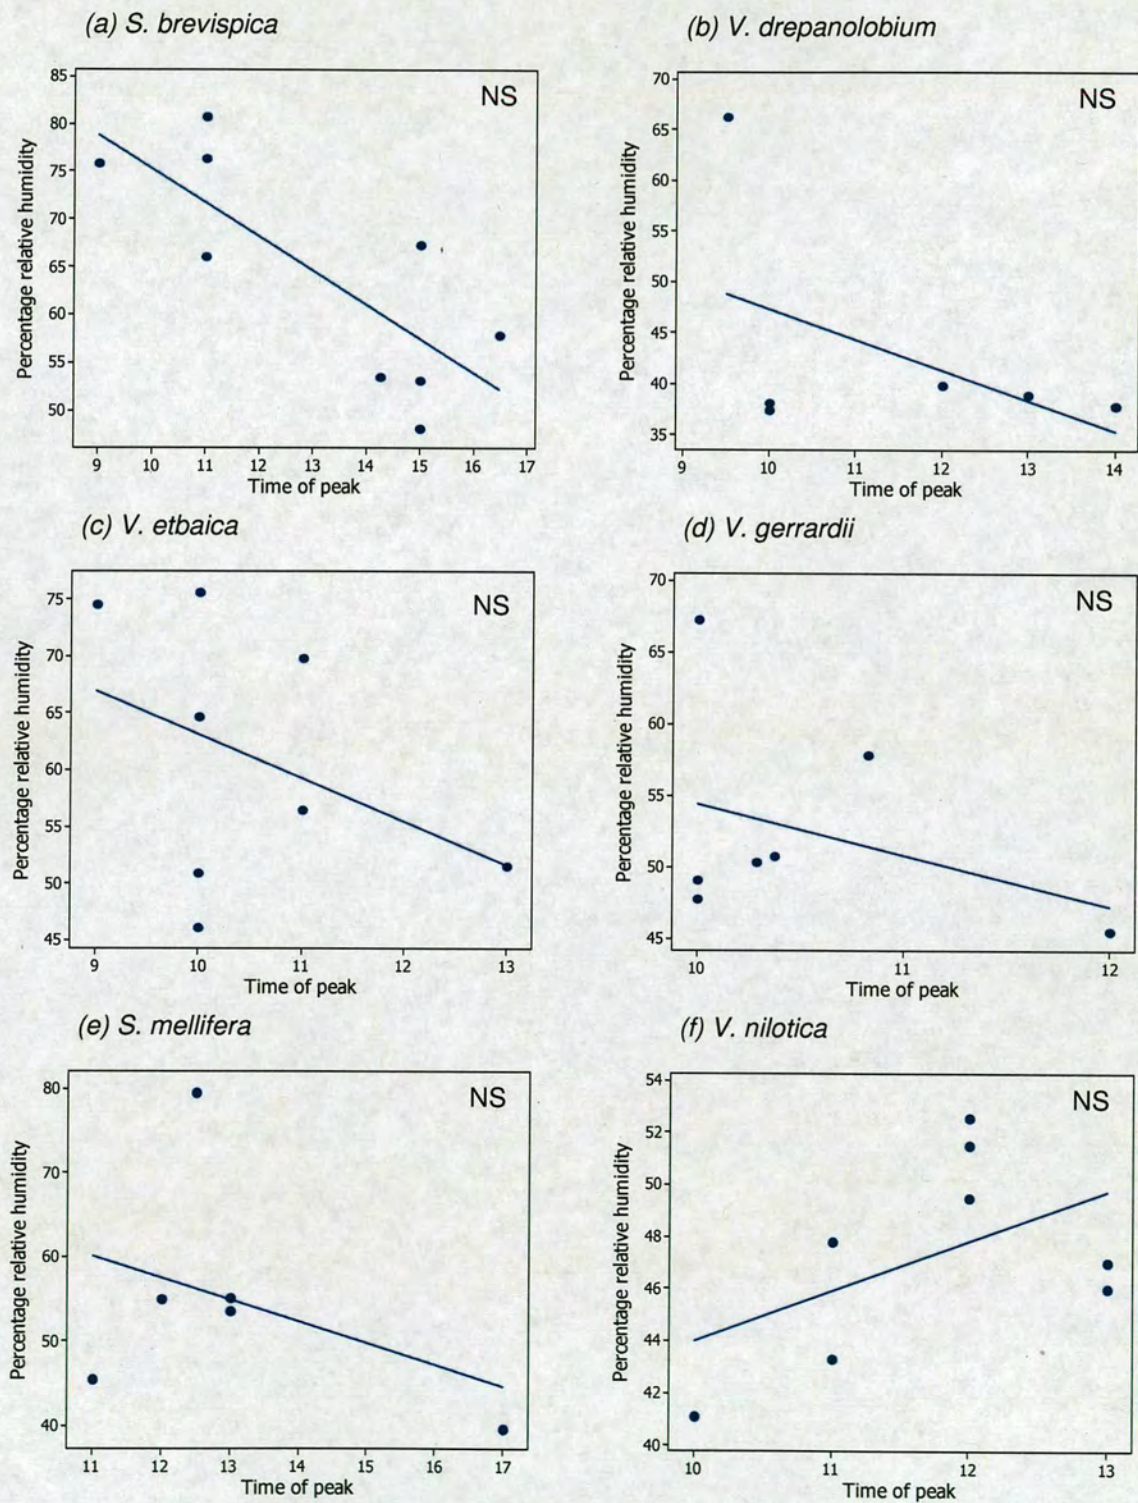 (a) S. brevispica
NS
Percentage relative humidity
85
80
75
70
65
60
55
50
9 10 11 12 13 14 15 16 17
Time of peak
(b) V. drepanolobium
NS
Percentage relative humidity
70
65
60
55
50
45
40
35
9 10 11 12 13 14
Time of peak
(c) V. etbaica
NS
Percentage relative humidity
75
70
65
60
55
50
45
9 10 11 12 13
Time of peak
(d) V. gerrardii
NS
Percentage relative humidity
70
65
60
55
50
45
10 11 12
Time of peak
(e) S. mellifera
NS
Percentage relative humidity
80
70
60
50
40
11 12 13 14 15 16 17
Time of peak
(f) V. nilotica
NS
Percentage relative humidity
54
52
50
48
46
44
42
40
10 11 12 13
Time of peak